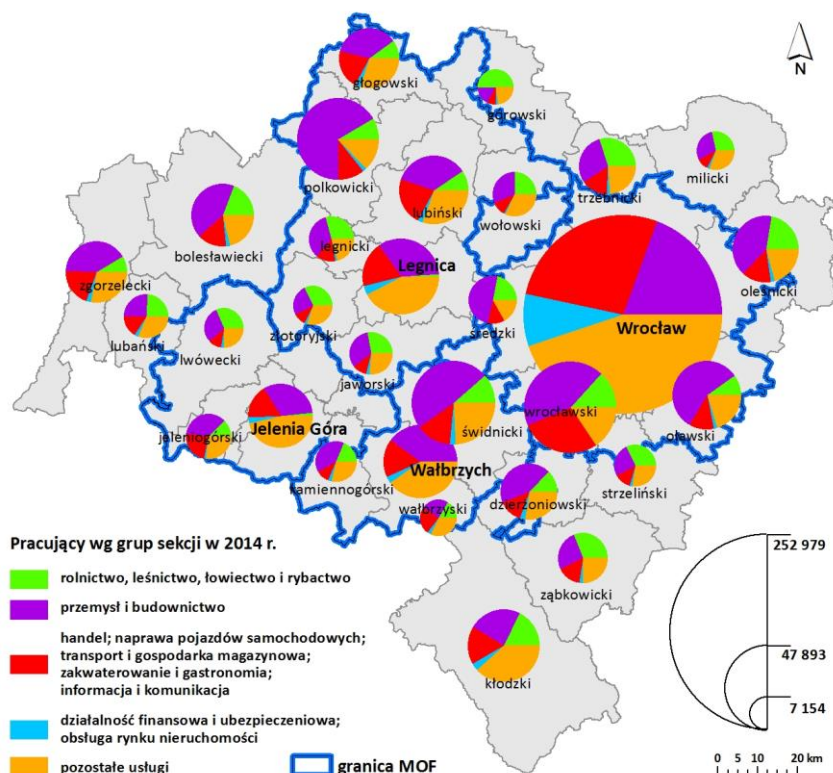 N
głogowski
górowski
polkowicki
milicki
trzebnicki
lubiński
wołowski
legnicki
bolesławiecki
Legnica
oleśnicki
zgorzelecki
średzki
Wrocław
lubański
złotoryjski
lwówecki
jaworski
wrocławski
oławski
Jelenia Góra
świdnicki
jeleniogórski
Wałbrzych
strzeliński
kamiennogórski
dzierżoniowski
wałbrzyski
ząbkowicki
kłodzki
Pracujący wg grup sekcji w 2014 r.
rolnictwo, leśnictwo, łowiectwo i rybactwo
przemysł i budownictwo
handel; naprawa pojazdów samochodowych;
transport i gospodarka magazynowa;
zakwaterowanie i gastronomia;
informacja i komunikacja
działalność finansowa i ubezpieczeniowa;
obsługa rynku nieruchomości
pozostałe usługi
granica MOF
252 979
47 893
7 154
0 5 10 20 km